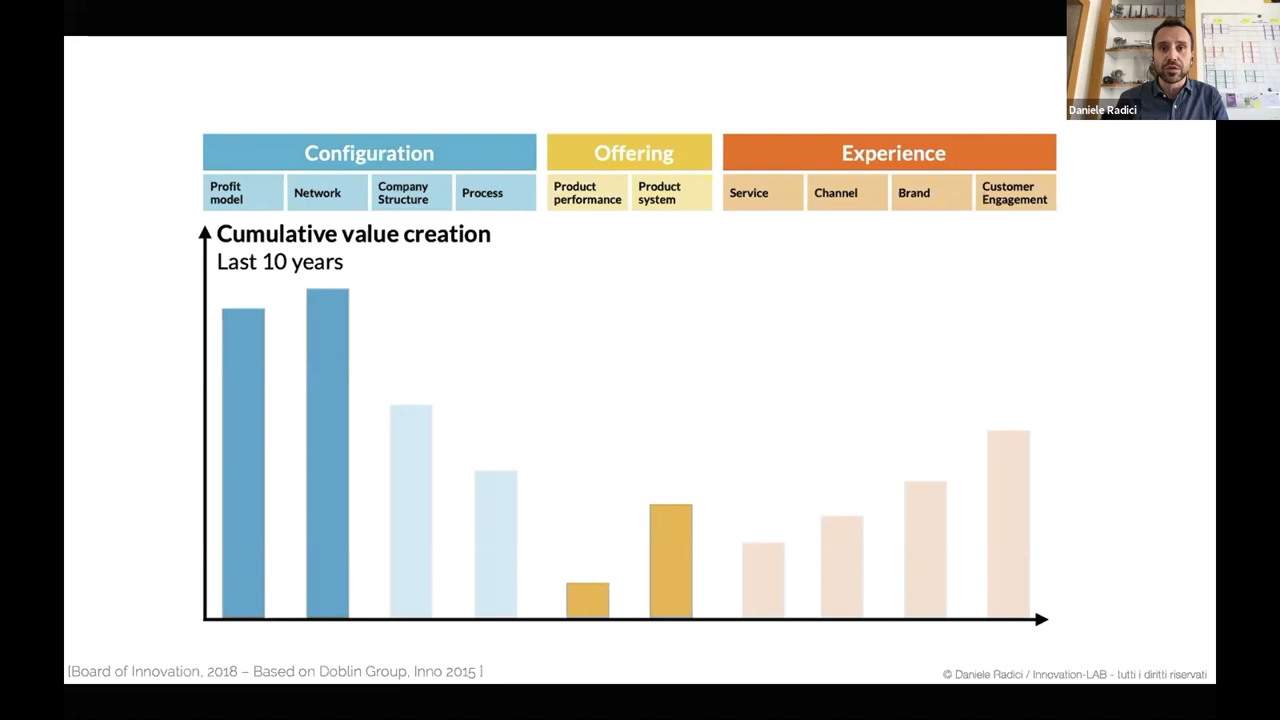 Daniele Radici
Configuration
Offering
Experience
Profit
model
Network
Company
Structure
Process
Product
performance
Product
system
Service
Channel
Brand
Customer
Engagement
Cumulative value creation
Last 10 years
[Board of Innovation, 2018 – Based on Doblin Group, Inno 2015 ]
© Daniele Radici / Innovation-LAB - tutti i diritti riservati